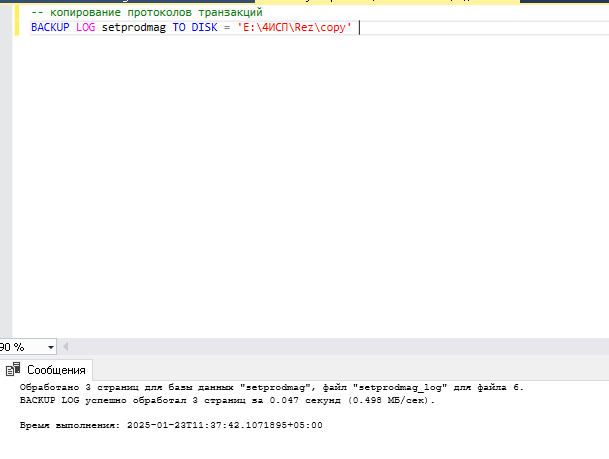 -- копирование протоколов транзакций
BACKUP LOG setprodmag TO DISK = 'E:\4ИСП\Rez\copy'
90 %
Сообщения
Обработано 3 страниц для базы данных "setprodmag", файл "setprodmag_log" для файла 6.
BACKUP LOG успешно обработал 3 страниц за 0.047 секунд (0.498 МБ/сек).
Время выполнения: 2025-01-23T11:37:42.1071895+05:00